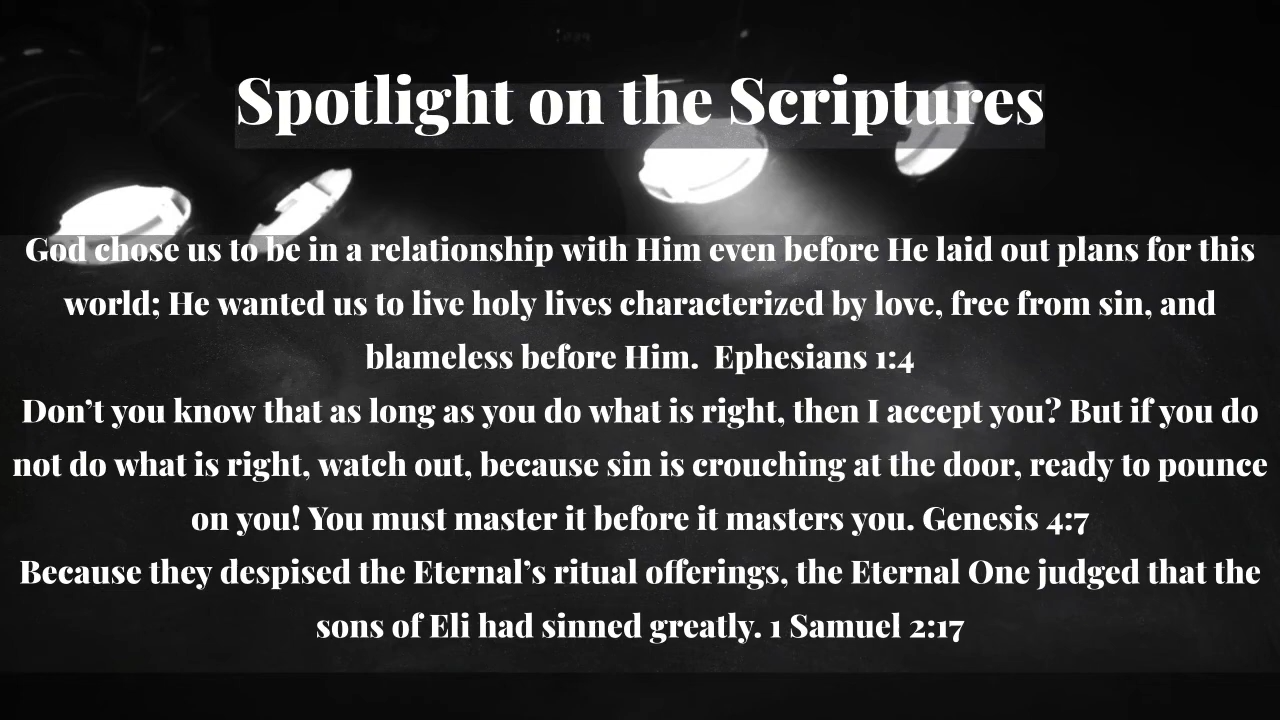 Spotlight on the Scriptures
God chose us to be in a relationship with Him even before He laid out plans for this
world; He wanted us to live holy lives characterized by love, free from sin, and
blameless before Him.  Ephesians 1:4
Don’t you know that as long as you do what is right, then I accept you? But if you do
not do what is right, watch out, because sin is crouching at the door, ready to pounce
on you! You must master it before it masters you. Genesis 4:7
Because they despised the Eternal’s ritual offerings, the Eternal One judged that the
sons of Eli had sinned greatly. 1 Samuel 2:17